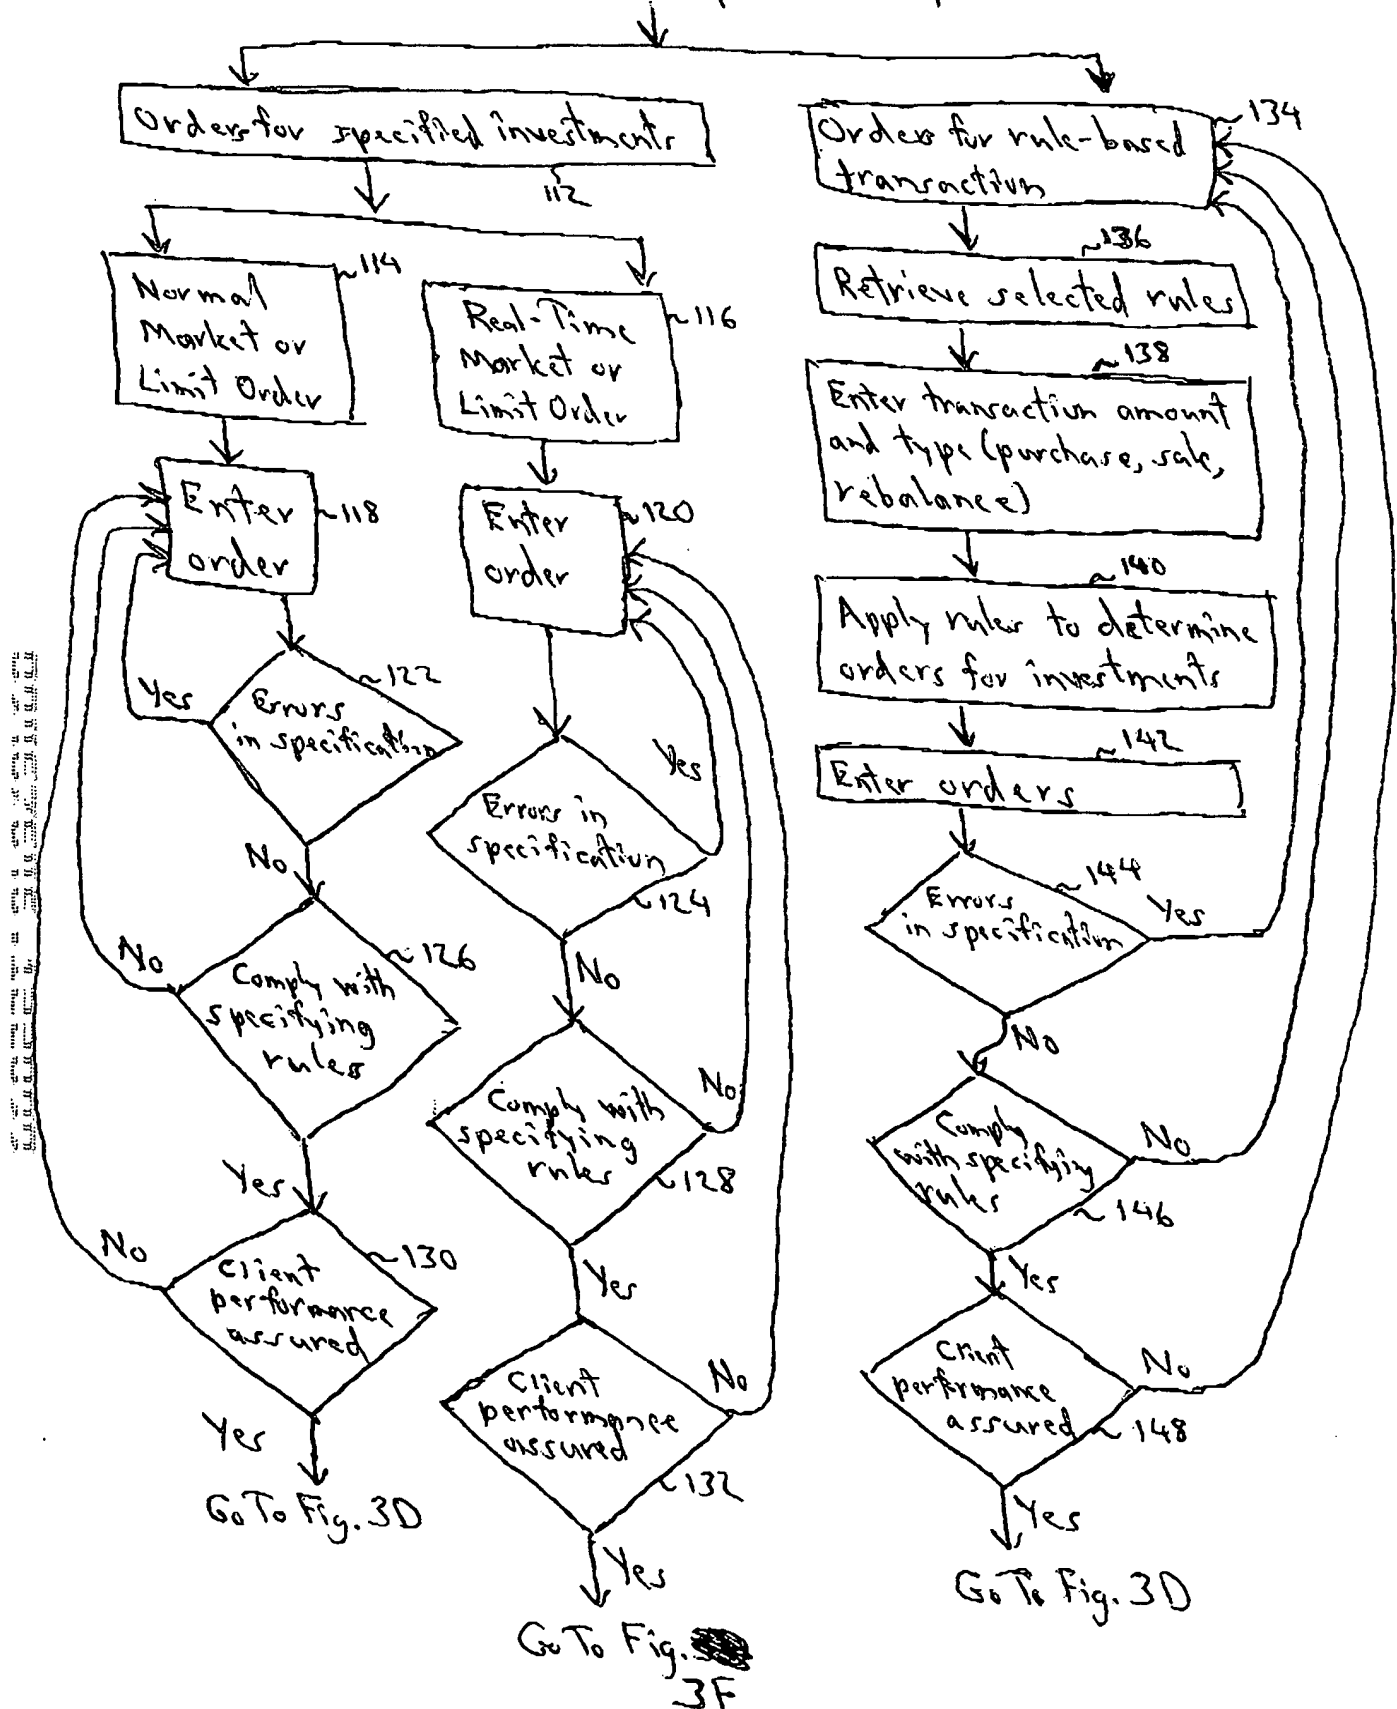 Orders for specified investments
112
Normal
Market or
Limit Order
114
Real-Time
Market or
Limit Order
116
Enter
order
118
Enter
order
120
Errors
in specification
122
Yes
No
Errors in
specification
124
Yes
No
Comply with
specifying
rules
126
No
Yes
Comply with
specifying
rules
128
No
Yes
Client
performance
assured
130
No
Yes
Go To Fig. 3D
Client
performance
assured
132
No
Yes
Go To Fig.
3F
Orders for rule-based
transaction
134
136
Retrieve selected rules
138
Enter transaction amount
and type (purchase, sale,
rebalance)
140
Apply rules to determine
orders for investments
142
Enter orders
144
Errors
in specification
Yes
No
Comply
with specifying
rules
146
No
Yes
Client
performance
assured
148
No
Yes
Go To Fig. 3D